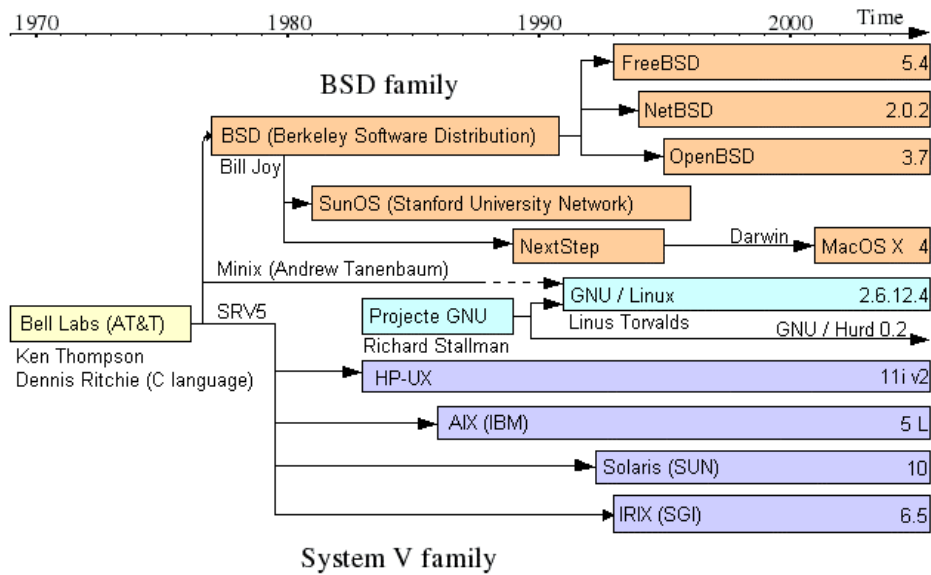 1970 1980 1990 2000 Time
BSD family
FreeBSD 5.4
NetBSD 2.0.2
BSD (Berkeley Software Distribution)
OpenBSD 3.7
Bill Joy
SunOS (Stanford University Network)
NextStep Darwin MacOS X 4
Minix (Andrew Tanenbaum)
GNU / Linux 2.6.12.4
SRV5
Bell Labs (AT&T)
Projecte GNU
Linus Torvalds
GNU / Hurd 0.2
Richard Stallman
Ken Thompson
Dennis Ritchie (C language)
HP-UX 11i v2
AIX (IBM) 5 L
Solaris (SUN) 10
IRIX (SGI) 6.5
System V family